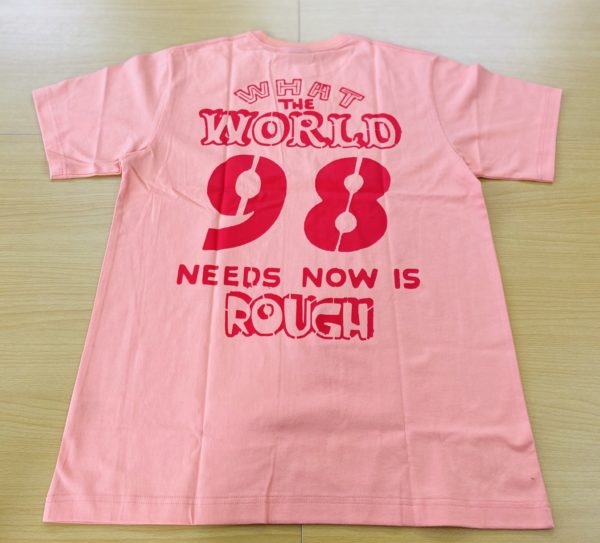 WHAT
THE
WORLD
98
NEEDS NOW IS
ROUGH